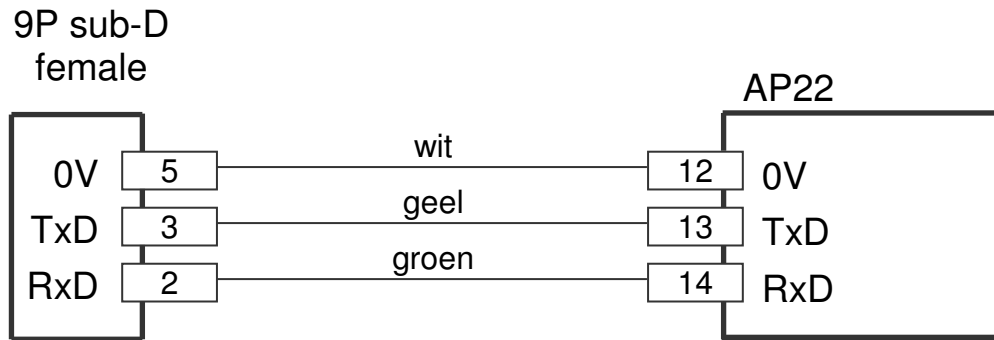 9P sub-D
female
AP22
0V 5 wit 12 0V
TxD 3 geel 13 TxD
RxD 2 groen 14 RxD